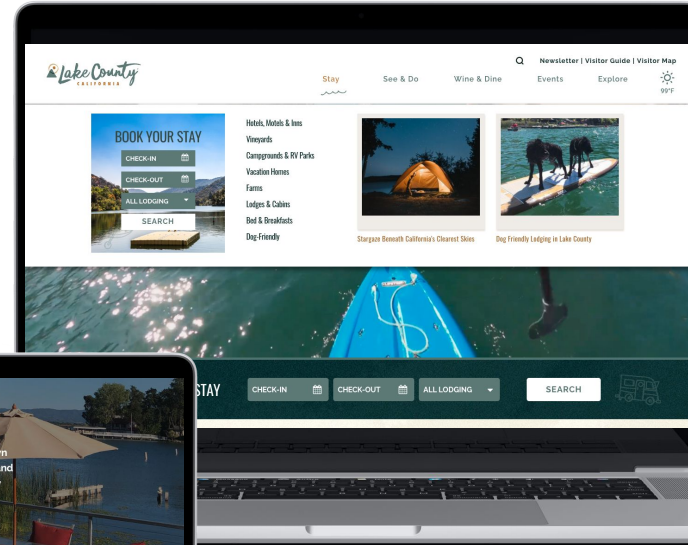 Newsletter | Visitor Guide | Visitor Map
Lake County
CALIFORNIA
Stay
See & Do
Wine & Dine
Events
Explore
99°F
BOOK YOUR STAY
CHECK-IN
CHECK-OUT
ALL LODGING
SEARCH
Hotels, Motels & Inns
Vineyards
Campgrounds & RV Parks
Vacation Homes
Farms
Lodges & Cabins
Bed & Breakfasts
Dog-Friendly
Stargaze Beneath California's Clearest Skies
Dog Friendly Lodging in Lake County
STAY
CHECK-IN
CHECK-OUT
ALL LODGING
SEARCH